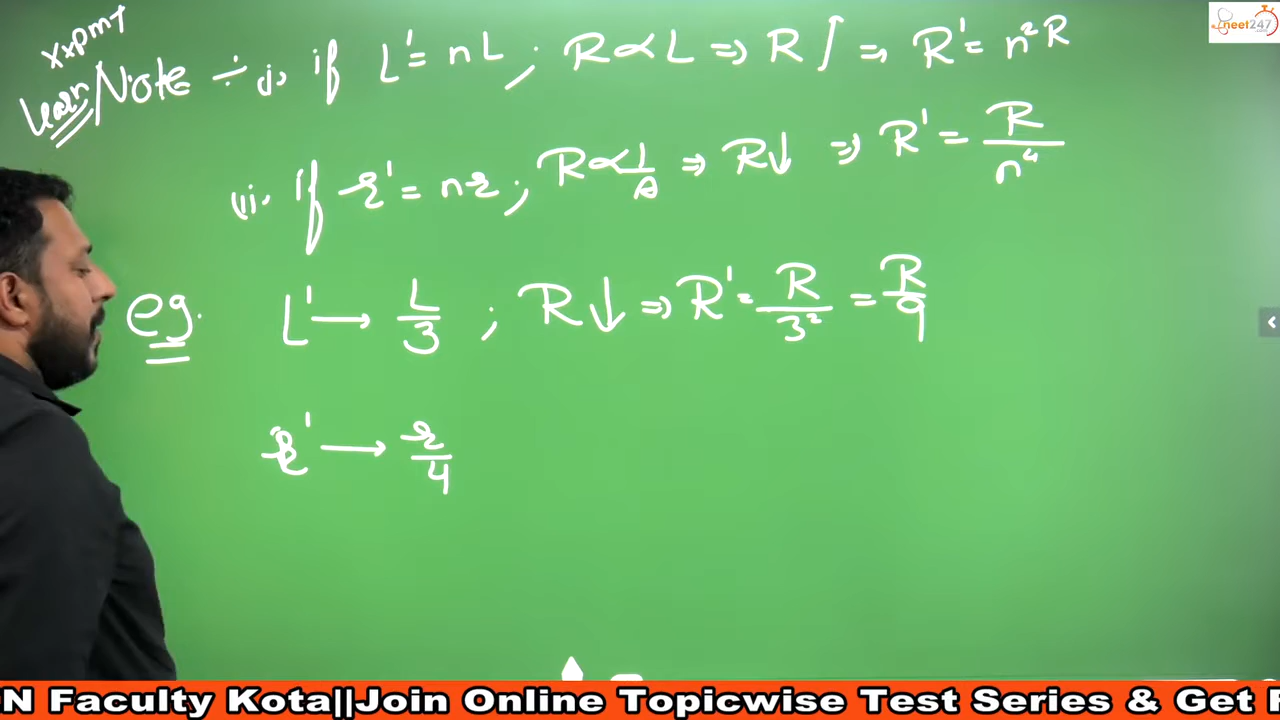 xxpmt
neet247
.com
Learn/Note ÷ (i) if L' = nL ; R ∝ L ⇒ R ↑ ⇒ R' = n²R
(ii) if r' = nr ; R ∝ 1/A ⇒ R↓ ⇒ R' = R/n⁴
eg. L' → L/3 ; R↓ ⇒ R' = R/3² = R/9
r' → r/4
N Faculty Kota||Join Online Topicwise Test Series & Get F